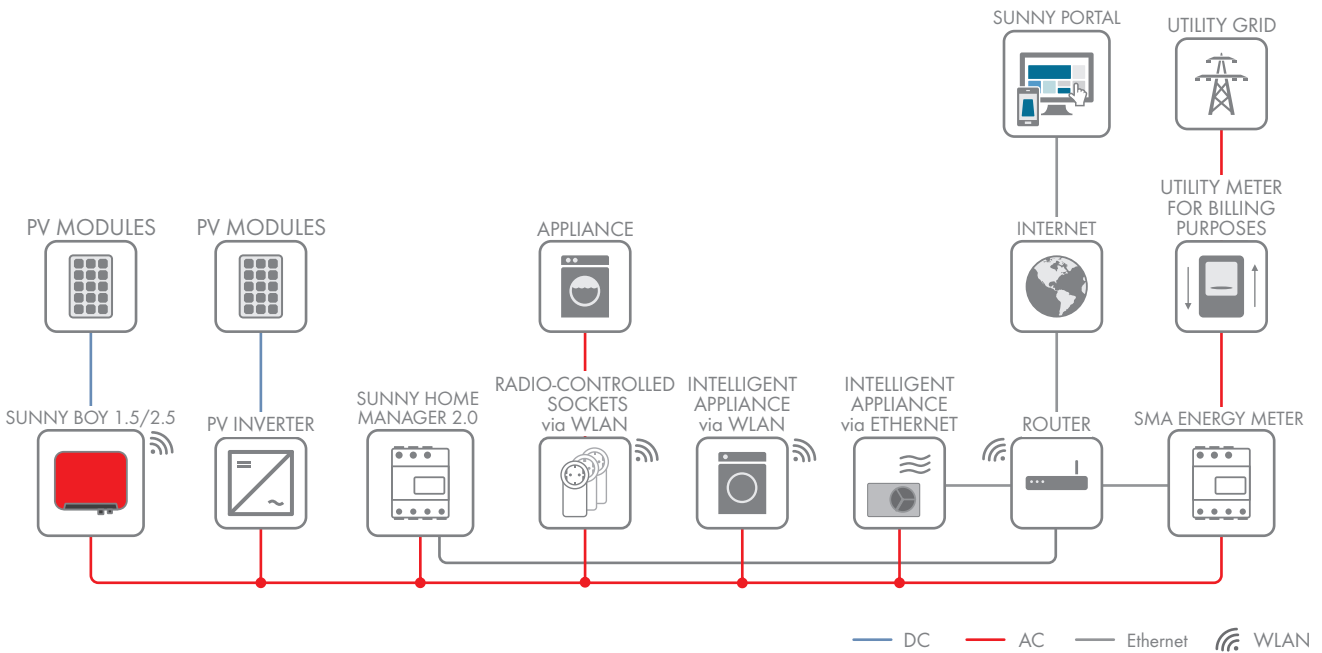 SUNNY PORTAL
UTILITY GRID
UTILITY METER
FOR BILLING
PURPOSES
PV MODULES
PV MODULES
APPLIANCE
INTERNET
SUNNY BOY 1.5/2.5
PV INVERTER
SUNNY HOME
MANAGER 2.0
RADIO-CONTROLLED
SOCKETS
via WLAN
INTELLIGENT
APPLIANCE
via WLAN
INTELLIGENT
APPLIANCE
via ETHERNET
ROUTER
SMA ENERGY METER
DC
AC
Ethernet
WLAN